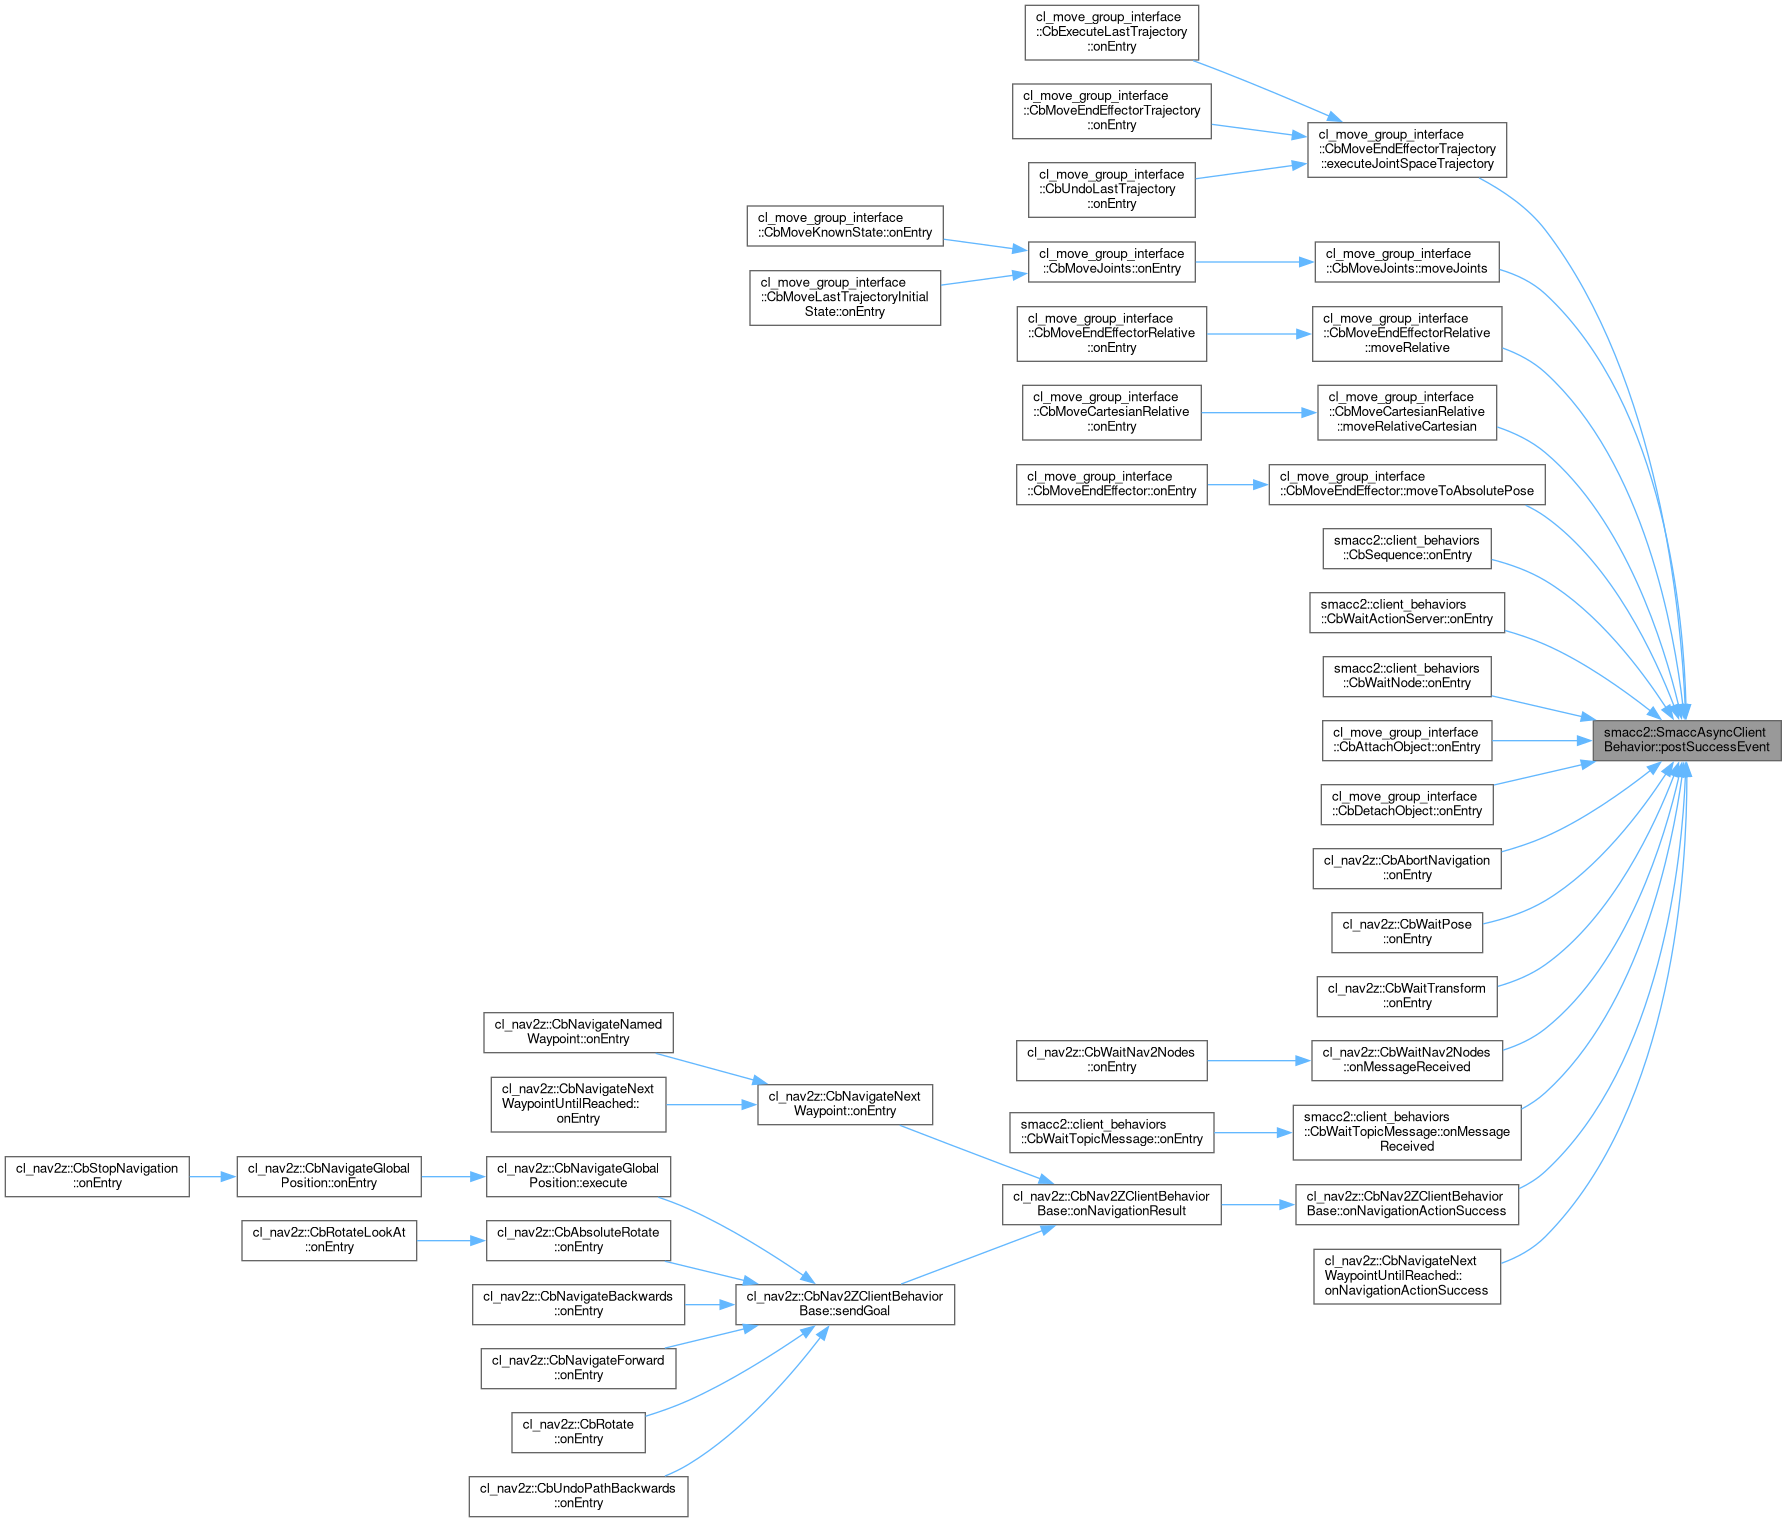 cl_move_group_interface
::CbExecuteLastTrajectory
::onEntry
cl_move_group_interface
::CbMoveEndEffectorTrajectory
::onEntry
cl_move_group_interface
::CbMoveEndEffectorTrajectory
::executeJointSpaceTrajectory
cl_move_group_interface
::CbUndoLastTrajectory
::onEntry
cl_move_group_interface
::CbMoveKnownState::onEntry
cl_move_group_interface
::CbMoveJoints::onEntry
cl_move_group_interface
::CbMoveJoints::moveJoints
cl_move_group_interface
::CbMoveLastTrajectoryInitial
State::onEntry
cl_move_group_interface
::CbMoveEndEffectorRelative
::onEntry
cl_move_group_interface
::CbMoveEndEffectorRelative
::moveRelative
cl_move_group_interface
::CbMoveCartesianRelative
::onEntry
cl_move_group_interface
::CbMoveCartesianRelative
::moveRelativeCartesian
cl_move_group_interface
::CbMoveEndEffector::onEntry
cl_move_group_interface
::CbMoveEndEffector::moveToAbsolutePose
smacc2::client_behaviors
::CbSequence::onEntry
smacc2::client_behaviors
::CbWaitActionServer::onEntry
smacc2::client_behaviors
::CbWaitNode::onEntry
cl_move_group_interface
::CbAttachObject::onEntry
smacc2::SmaccAsyncClient
Behavior::postSuccessEvent
cl_move_group_interface
::CbDetachObject::onEntry
cl_nav2z::CbAbortNavigation
::onEntry
cl_nav2z::CbWaitPose
::onEntry
cl_nav2z::CbWaitTransform
::onEntry
cl_nav2z::CbNavigateNamed
Waypoint::onEntry
cl_nav2z::CbWaitNav2Nodes
::onEntry
cl_nav2z::CbWaitNav2Nodes
::onMessageReceived
cl_nav2z::CbNavigateNext
WaypointUntilReached::
onEntry
cl_nav2z::CbNavigateNext
Waypoint::onEntry
smacc2::client_behaviors
::CbWaitTopicMessage::onEntry
smacc2::client_behaviors
::CbWaitTopicMessage::onMessage
Received
cl_nav2z::CbStopNavigation
::onEntry
cl_nav2z::CbNavigateGlobal
Position::onEntry
cl_nav2z::CbNavigateGlobal
Position::execute
cl_nav2z::CbNav2ZClientBehavior
Base::onNavigationResult
cl_nav2z::CbNav2ZClientBehavior
Base::onNavigationActionSuccess
cl_nav2z::CbRotateLookAt
::onEntry
cl_nav2z::CbAbsoluteRotate
::onEntry
cl_nav2z::CbNavigateNext
WaypointUntilReached::
onNavigationActionSuccess
cl_nav2z::CbNavigateBackwards
::onEntry
cl_nav2z::CbNav2ZClientBehavior
Base::sendGoal
cl_nav2z::CbNavigateForward
::onEntry
cl_nav2z::CbRotate
::onEntry
cl_nav2z::CbUndoPathBackwards
::onEntry